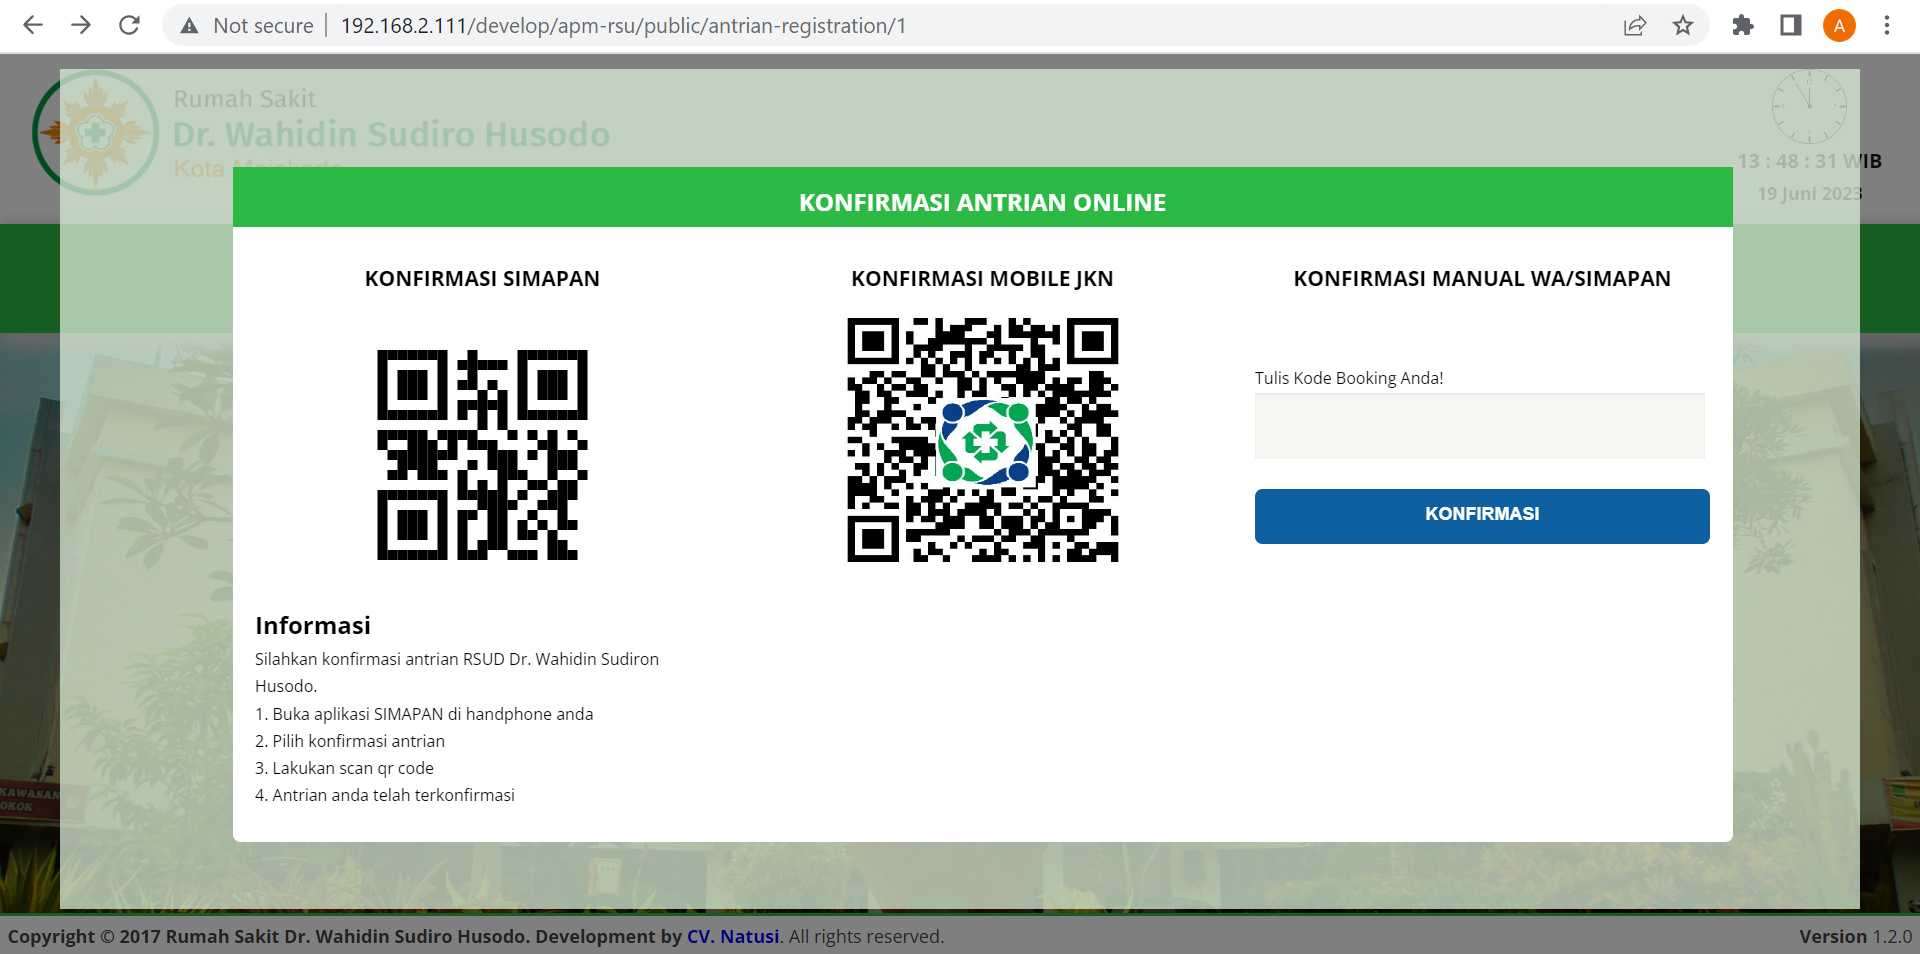 Not secure
192.168.2.111/develop/apm-rsu/public/antrian-registration/1
A
Rumah Sakit
Dr. Wahidin Sudiro Husodo
Kota Mojokerto
13 : 48 : 31 WIB
19 Juni 2023
KONFIRMASI ANTRIAN ONLINE
KONFIRMASI SIMAPAN
KONFIRMASI MOBILE JKN
KONFIRMASI MANUAL WA/SIMAPAN
Tulis Kode Booking Anda!
KONFIRMASI
Informasi
Silahkan konfirmasi antrian RSUD Dr. Wahidin Sudiron
Husodo.
1. Buka aplikasi SIMAPAN di handphone anda
2. Pilih konfirmasi antrian
3. Lakukan scan qr code
4. Antrian anda telah terkonfirmasi
KAWASAN
Copyright © 2017 Rumah Sakit Dr. Wahidin Sudiro Husodo. Development by CV. Natusi. All rights reserved.
Version 1.2.0